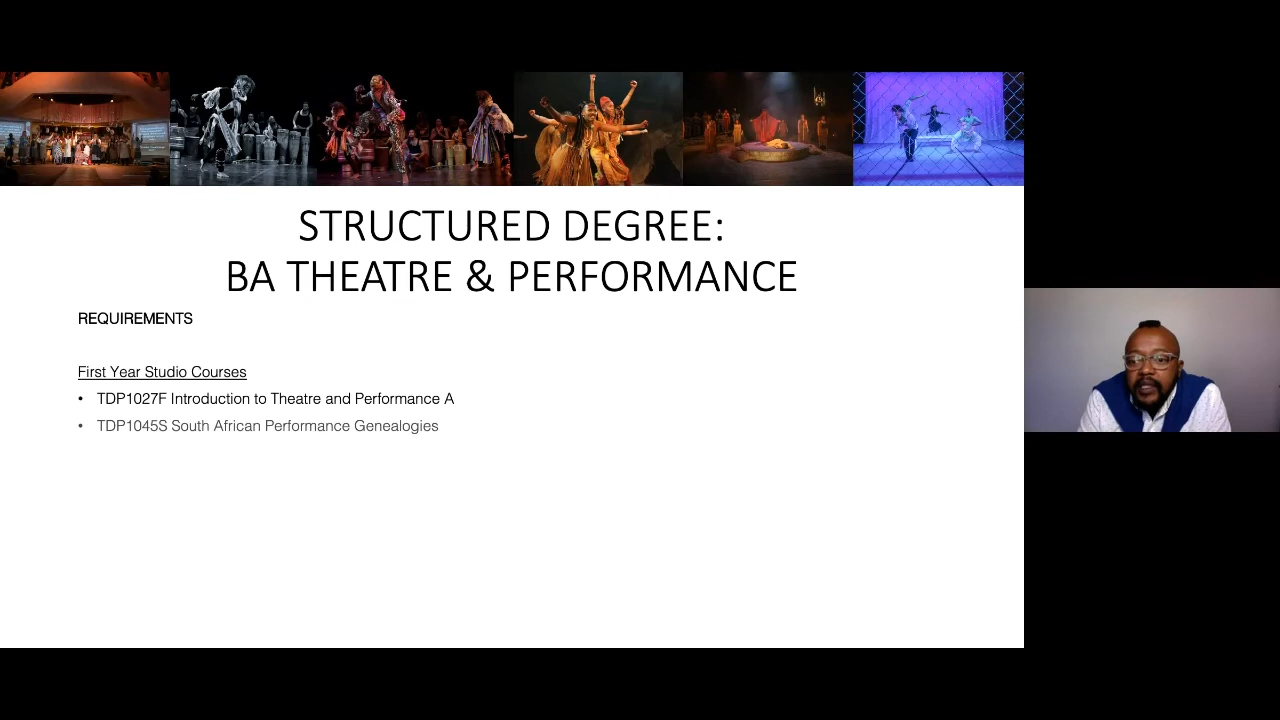 STRUCTURED DEGREE:
BA THEATRE & PERFORMANCE
REQUIREMENTS
First Year Studio Courses
• TDP1027F Introduction to Theatre and Performance A
• TDP1045S South African Performance Genealogies